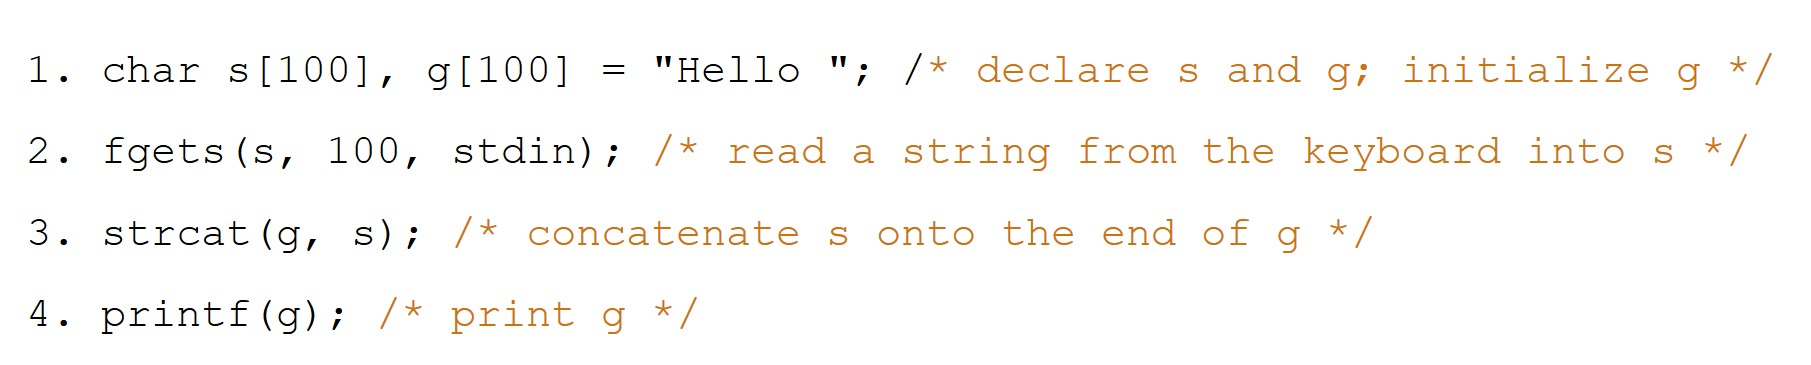 1. char s[100], g[100] = "Hello "; /* declare s and g; initialize g */
2. fgets(s, 100, stdin); /* read a string from the keyboard into s */
3. strcat(g, s); /* concatenate s onto the end of g */
4. printf(g); /* print g */